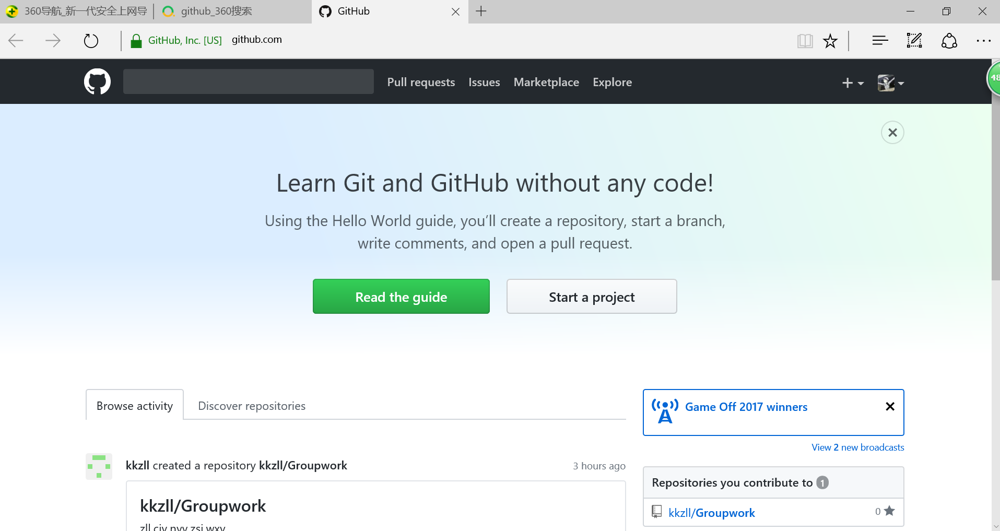 360导航_新一代安全上网导
github_360搜索
GitHub
GitHub, Inc. [US]
github.com
Pull requests
Issues
Marketplace
Explore
48
Learn Git and GitHub without any code!
Using the Hello World guide, you’ll create a repository, start a branch,
write comments, and open a pull request.
Read the guide
Start a project
Browse activity
Discover repositories
Game Off 2017 winners
View 2 new broadcasts
kkzll created a repository kkzll/Groupwork
3 hours ago
kkzll/Groupwork
Repositories you contribute to 1
kkzll/Groupwork
0